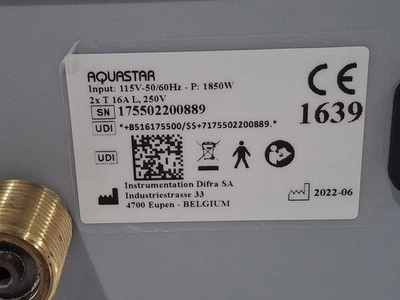 AQUASTAR
Input: 115V-50/60Hz - P: 1850W
2x T 16A L, 250V
SN 175502200889
UDI *+B516175500/SS+7175502200889.*
UDI
CE
1639
Instrumentation Difra SA
Industriestrasse 33
4700 Eupen - BELGIUM
2022-06